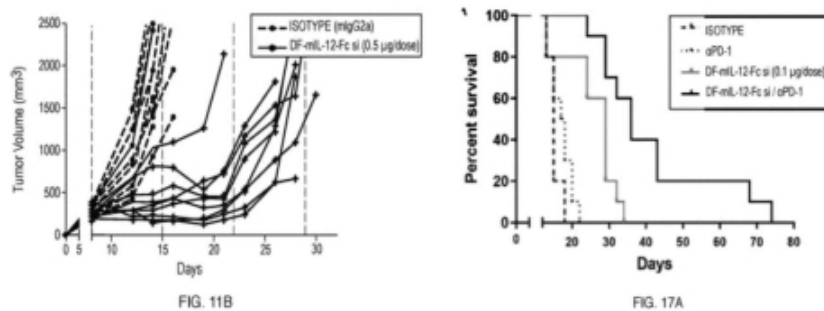 2500
2000
1500
1000
500
0
Tumor Volume (mm3)
ISOTYPE (mIgG2a)
DF-mIL-12-Fc si (0.5 µg/dose)
0 5 10 15 20 25 30
Days
FIG. 11B
100
80
60
40
20
0
Percent survival
ISOTYPE
αPD-1
DF-mIL-12-Fc si (0.1 µg/dose)
DF-mIL-12-Fc si / αPD-1
0 20 30 40 50 60 70 80
Days
FIG. 17A